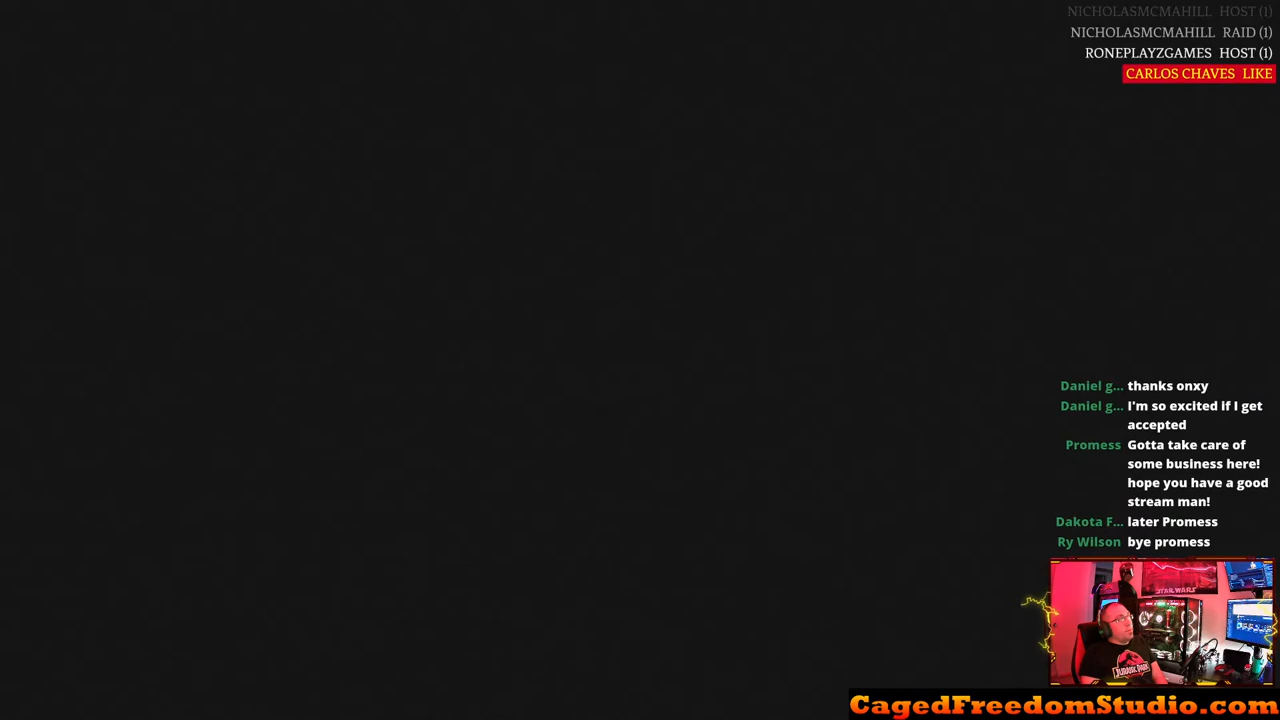 NICHOLASMCMAHILL HOST (1)
NICHOLASMCMAHILL RAID (1)
RONEPLAYZGAMES HOST (1)
CARLOS CHAVES LIKE
Daniel g... thanks onxy
Daniel g... I'm so excited if I get
accepted
Promess Gotta take care of
some business here!
hope you have a good
stream man!
Dakota F... later Promess
Ry Wilson bye promess
STAR WARS
JURASSIC PARK
CagedFreedomStudio.com